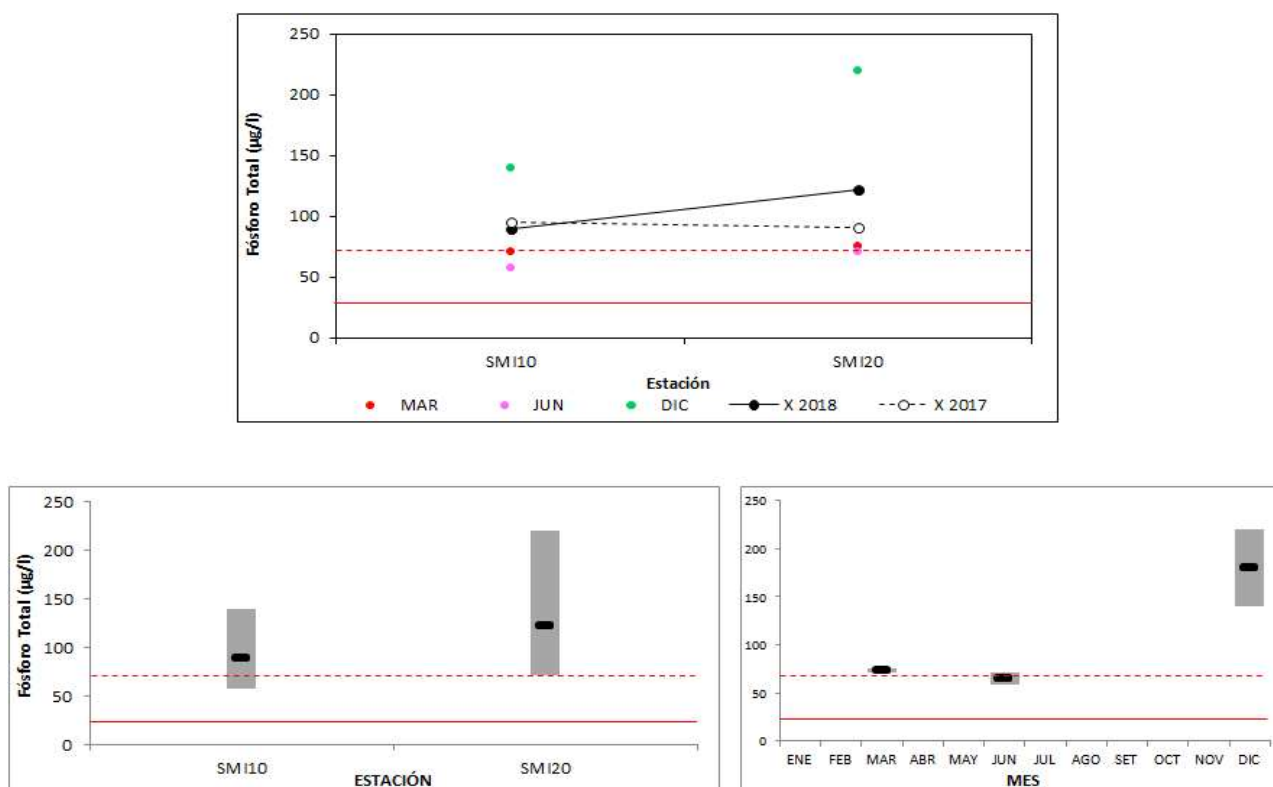 250
200
150
100
50
0
Fósforo Total (µg/l)
SMI10 SMI20
Estación
MAR JUN DIC X 2018 X 2017
250
200
150
100
50
0
Fósforo Total (µg/l)
SMI10 SMI20
ESTACIÓN
250
200
150
100
50
0
ENE FEB MAR ABR MAY JUN JUL AGO SET OCT NOV DIC
MES